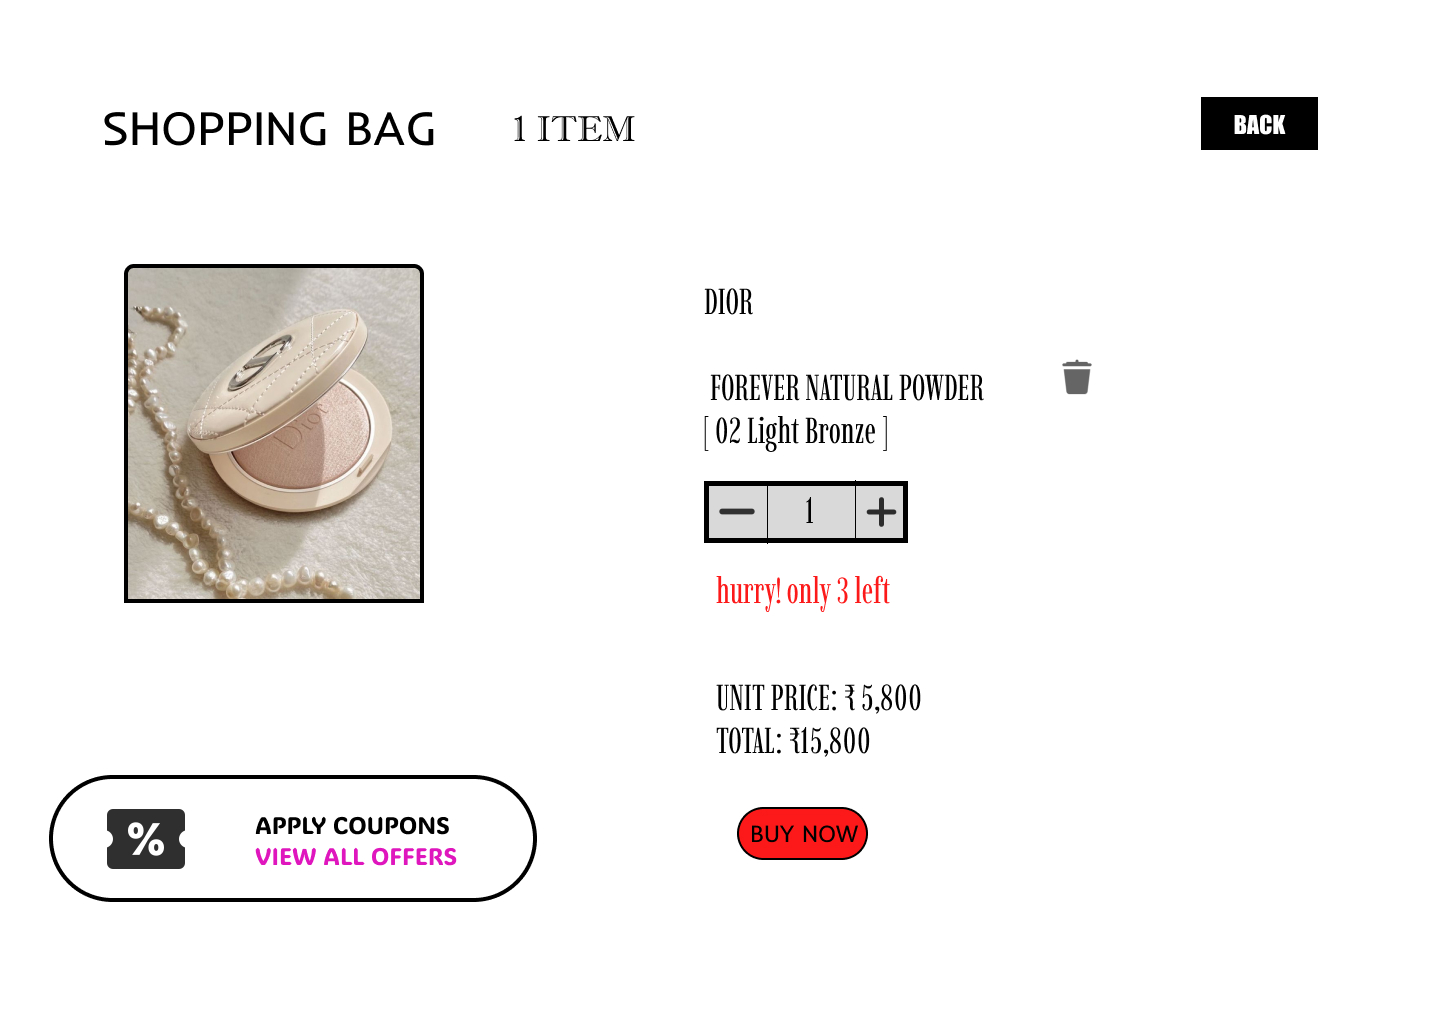 SHOPPING BAG 1 ITEM
BACK
Dior
DIOR
FOREVER NATURAL POWDER
[ 02 Light Bronze ]
1
hurry! only 3 left
UNIT PRICE: ₹ 5,800
TOTAL: ₹15,800
%
APPLY COUPONS
VIEW ALL OFFERS
BUY NOW